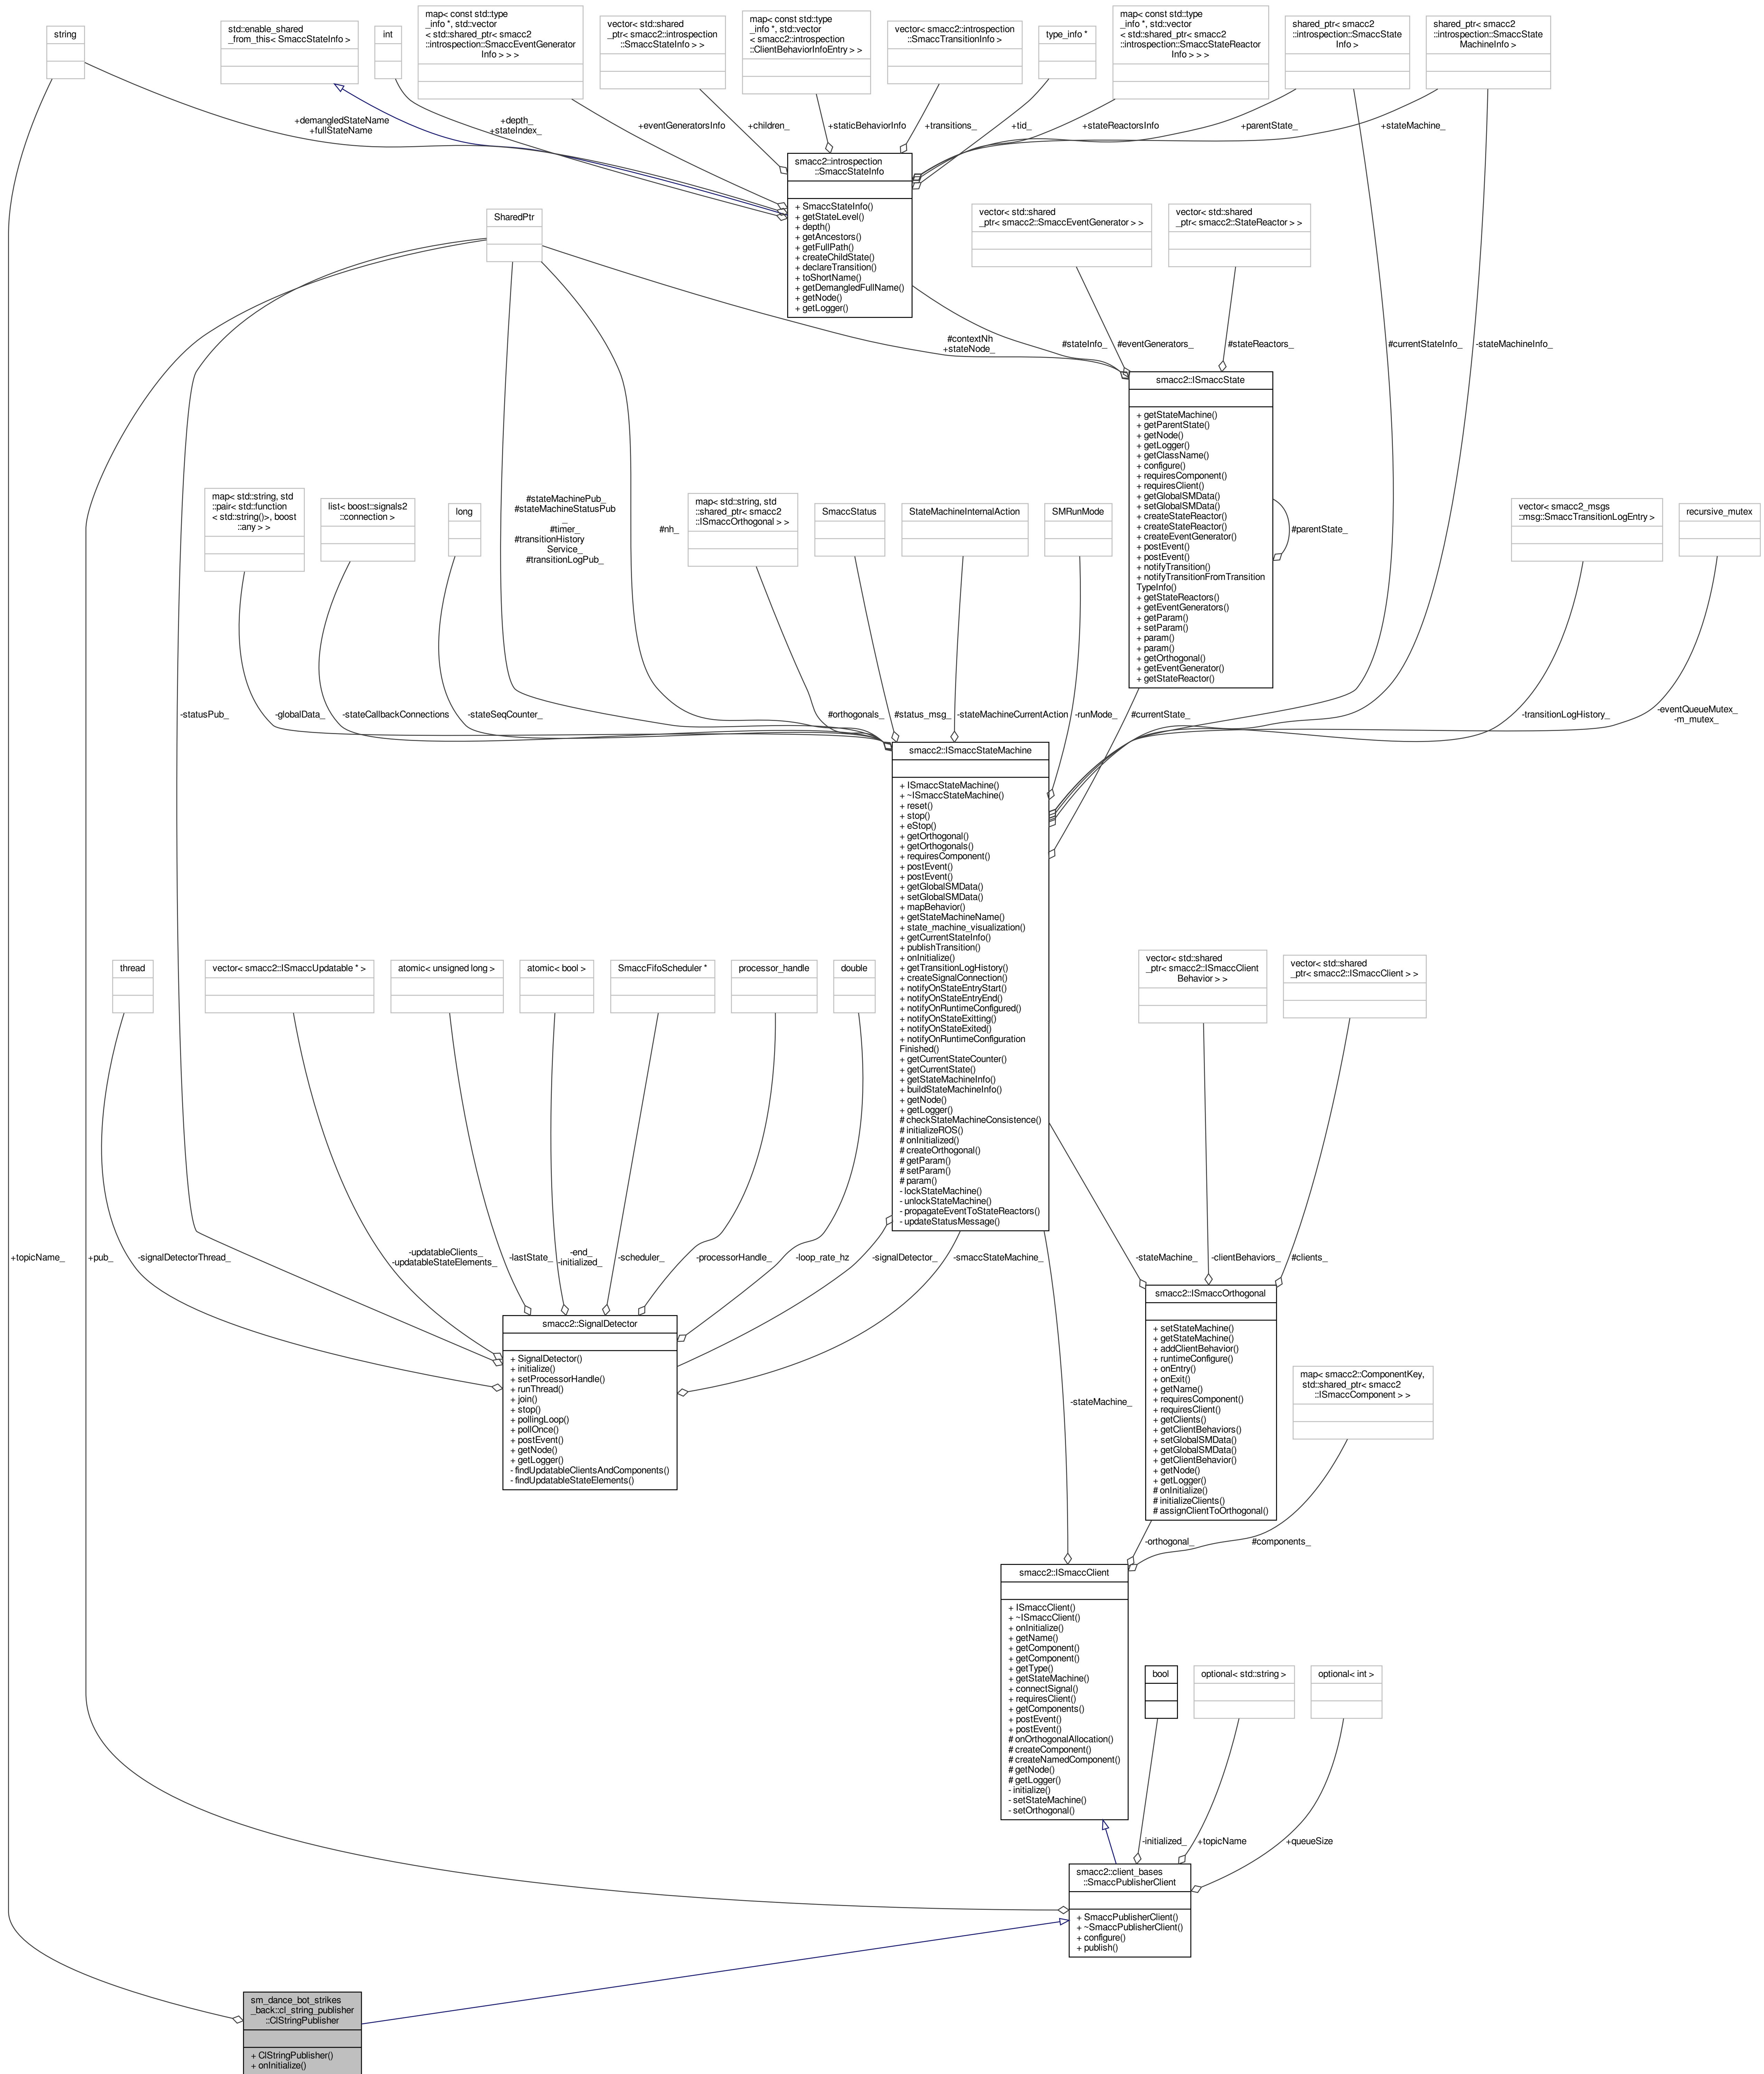 string
std::enable_shared
_from_this< SmaccStateInfo >
int
map< const std::type
_info *, std::vector
< std::shared_ptr< smacc2
::introspection::SmaccEventGenerator
Info > > >
vector< std::shared
_ptr< smacc2::introspection
::SmaccStateInfo > >
map< const std::type
_info *, std::vector
< smacc2::introspection
::ClientBehaviorInfoEntry > >
vector< smacc2::introspection
::SmaccTransitionInfo >
type_info *
map< const std::type
_info *, std::vector
< std::shared_ptr< smacc2
::introspection::SmaccStateReactor
Info > > >
shared_ptr< smacc2
::introspection::SmaccState
Info >
shared_ptr< smacc2
::introspection::SmaccState
MachineInfo >
+demangledStateName
+fullStateName
+depth_
+stateIndex_
+eventGeneratorsInfo
+children_
+staticBehaviorInfo
+transitions_
+tid_
+stateReactorsInfo
+parentState_
+stateMachine_
smacc2::introspection
::SmaccStateInfo
+ SmaccStateInfo()
+ getStateLevel()
+ depth()
+ getAncestors()
+ getFullPath()
+ createChildState()
+ declareTransition()
+ toShortName()
+ getDemangledFullName()
+ getNode()
+ getLogger()
SharedPtr
vector< std::shared
_ptr< smacc2::SmaccEventGenerator > >
vector< std::shared
_ptr< smacc2::StateReactor > >
#contextNh
+stateNode_
#stateInfo_
#eventGenerators_
#stateReactors_
#currentStateInfo_
-stateMachineInfo_
smacc2::ISmaccState
+ getStateMachine()
+ getParentState()
+ getNode()
+ getLogger()
+ getClassName()
+ configure()
+ requiresComponent()
+ requiresClient()
+ getGlobalSMData()
+ setGlobalSMData()
+ createStateReactor()
+ createStateReactor()
+ createEventGenerator()
+ postEvent()
+ postEvent()
+ notifyTransition()
+ notifyTransitionFromTransition
TypeInfo()
+ getStateReactors()
+ getEventGenerators()
+ getParam()
+ setParam()
+ param()
+ param()
+ getOrthogonal()
+ getEventGenerator()
+ getStateReactor()
#parentState_
map< std::string, std
::pair< std::function
< std::string()>, boost
::any > >
list< boost::signals2
::connection >
long
#stateMachinePub_
#stateMachineStatusPub
_
#timer_
#transitionHistory
Service_
#transitionLogPub_
#nh_
map< std::string, std
::shared_ptr< smacc2
::ISmaccOrthogonal > >
SmaccStatus
StateMachineInternalAction
SMRunMode
vector< smacc2_msgs
::msg::SmaccTransitionLogEntry >
recursive_mutex
-statusPub_
-globalData_
-stateCallbackConnections
-stateSeqCounter_
#orthogonals_
#status_msg_
-stateMachineCurrentAction
-runMode_
#currentState_
-transitionLogHistory_
-eventQueueMutex_
-m_mutex_
smacc2::ISmaccStateMachine
+ ISmaccStateMachine()
+ ~ISmaccStateMachine()
+ reset()
+ stop()
+ eStop()
+ getOrthogonal()
+ getOrthogonals()
+ requiresComponent()
+ postEvent()
+ postEvent()
+ getGlobalSMData()
+ setGlobalSMData()
+ mapBehavior()
+ getStateMachineName()
+ state_machine_visualization()
+ getCurrentStateInfo()
+ publishTransition()
+ onInitialize()
+ getTransitionLogHistory()
+ createSignalConnection()
+ notifyOnStateEntryStart()
+ notifyOnStateEntryEnd()
+ notifyOnRuntimeConfigured()
+ notifyOnStateExitting()
+ notifyOnStateExited()
+ notifyOnRuntimeConfiguration
Finished()
+ getCurrentStateCounter()
+ getCurrentState()
+ getStateMachineInfo()
+ buildStateMachineInfo()
+ getNode()
+ getLogger()
# checkStateMachineConsistence()
# initializeROS()
# onInitialized()
# createOrthogonal()
# getParam()
# setParam()
# param()
- lockStateMachine()
- unlockStateMachine()
- propagateEventToStateReactors()
- updateStatusMessage()
thread
vector< smacc2::ISmaccUpdatable * >
atomic< unsigned long >
atomic< bool >
SmaccFifoScheduler *
processor_handle
double
vector< std::shared
_ptr< smacc2::ISmaccClient
Behavior > >
vector< std::shared
_ptr< smacc2::ISmaccClient > >
+topicName_
+pub_
-signalDetectorThread_
-updatableClients_
-updatableStateElements_
-lastState_
-end_
-initialized_
-scheduler_
-processorHandle_
-loop_rate_hz
-signalDetector_
-smaccStateMachine_
-stateMachine_
-clientBehaviors_
#clients_
smacc2::SignalDetector
+ SignalDetector()
+ initialize()
+ setProcessorHandle()
+ runThread()
+ join()
+ stop()
+ pollingLoop()
+ pollOnce()
+ postEvent()
+ getNode()
+ getLogger()
- findUpdatableClientsAndComponents()
- findUpdatableStateElements()
smacc2::ISmaccOrthogonal
+ setStateMachine()
+ getStateMachine()
+ addClientBehavior()
+ runtimeConfigure()
+ onEntry()
+ onExit()
+ getName()
+ requiresComponent()
+ requiresClient()
+ getClients()
+ getClientBehaviors()
+ setGlobalSMData()
+ getGlobalSMData()
+ getClientBehavior()
+ getNode()
+ getLogger()
# onInitialize()
# initializeClients()
# assignClientToOrthogonal()
map< smacc2::ComponentKey,
std::shared_ptr< smacc2
::ISmaccComponent > >
-stateMachine_
-orthogonal_
#components_
smacc2::ISmaccClient
+ ISmaccClient()
+ ~ISmaccClient()
+ onInitialize()
+ getName()
+ getComponent()
+ getComponent()
+ getType()
+ getStateMachine()
+ connectSignal()
+ requiresClient()
+ getComponents()
+ postEvent()
+ postEvent()
# onOrthogonalAllocation()
# createComponent()
# createNamedComponent()
# getNode()
# getLogger()
- initialize()
- setStateMachine()
- setOrthogonal()
bool
optional< std::string >
optional< int >
-initialized_
+topicName
+queueSize
smacc2::client_bases
::SmaccPublisherClient
+ SmaccPublisherClient()
+ ~SmaccPublisherClient()
+ configure()
+ publish()
sm_dance_bot_strikes
_back::cl_string_publisher
::ClStringPublisher
+ ClStringPublisher()
+ onInitialize()